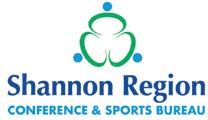 Shannon Region
CONFERENCE & SPORTS BUREAU